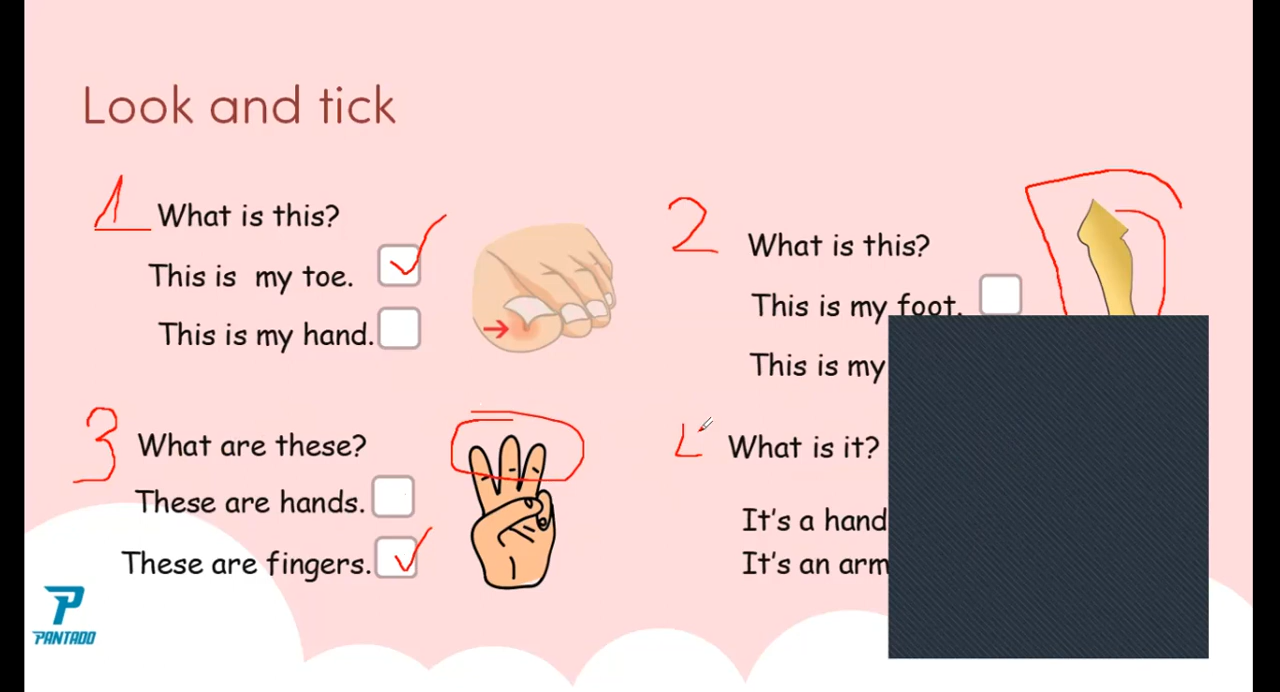 Look and tick
1
What is this?
This is my toe.
This is my hand.
2
What is this?
This is my foot.
This is my
3
What are these?
These are hands.
These are fingers.
What is it?
It's a hand
It's an arm
PANTADO